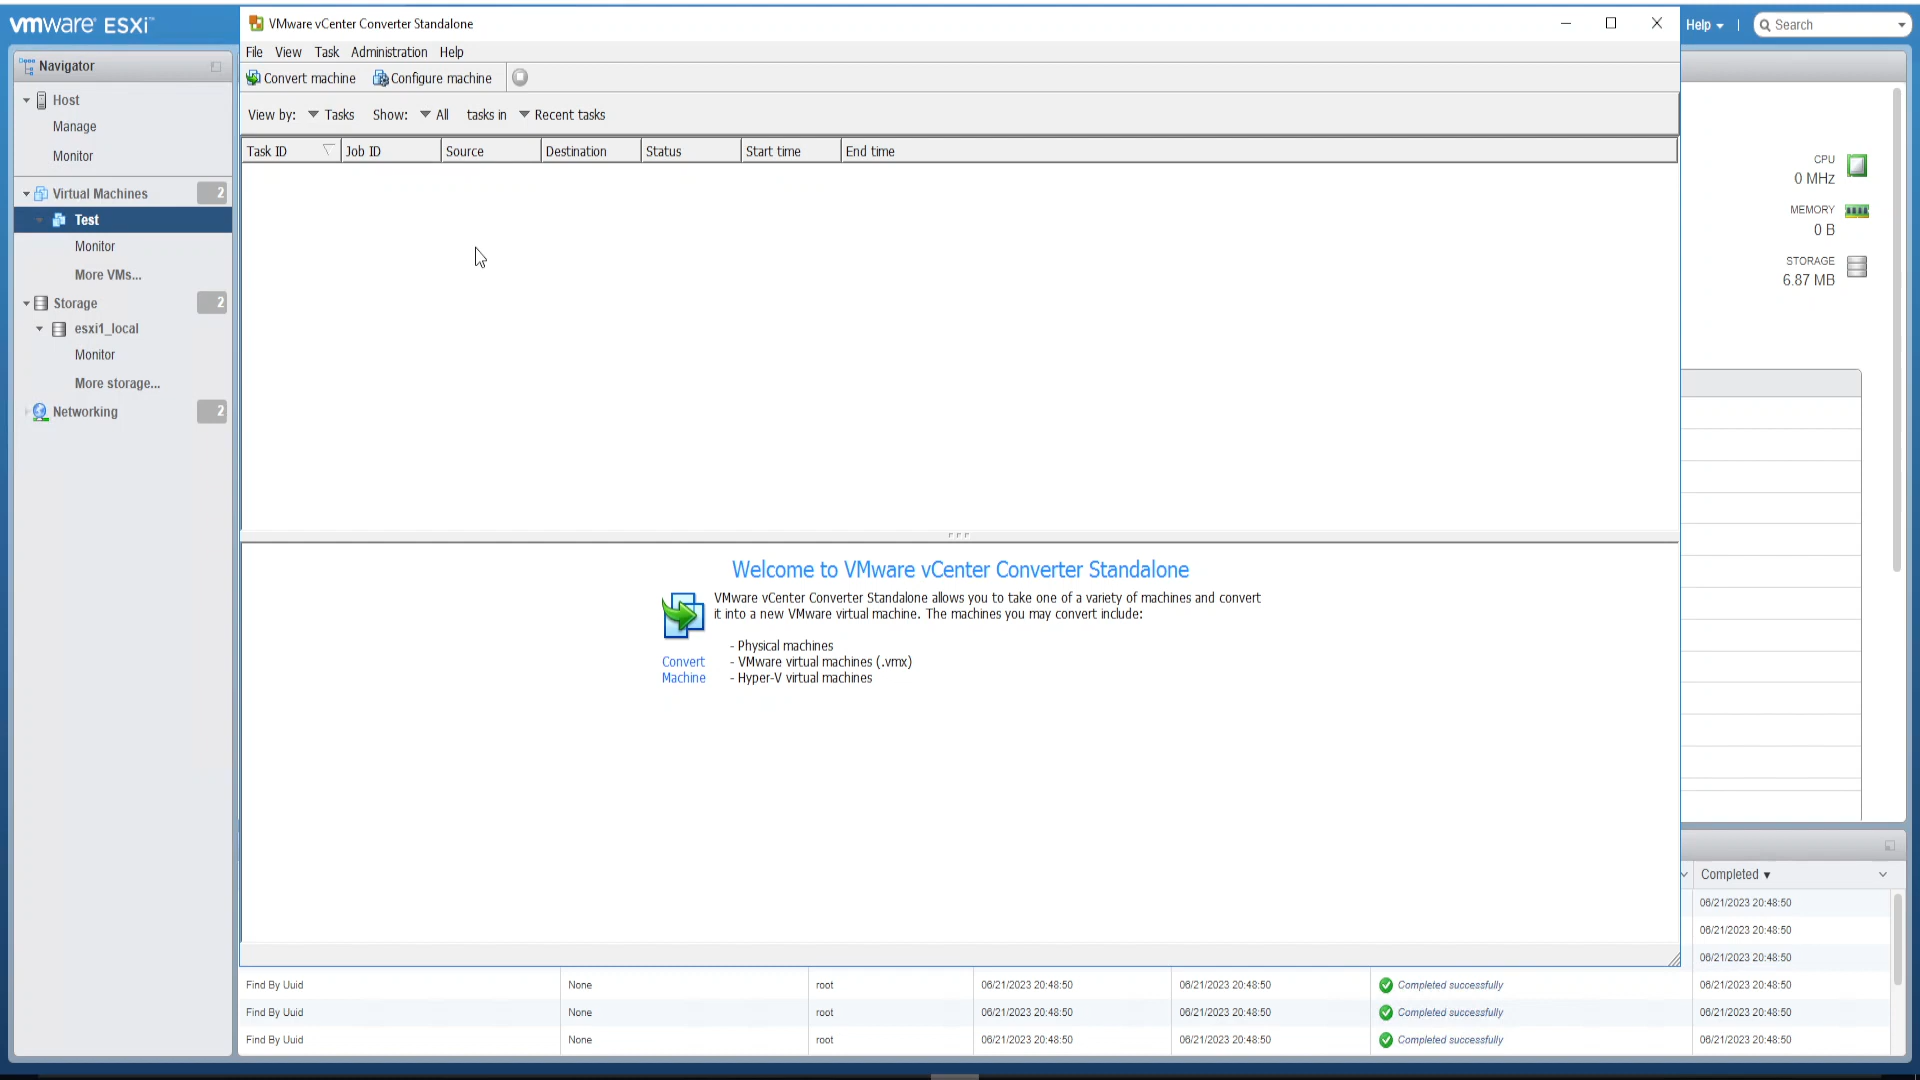 vmware ESXi
VMware vCenter Converter Standalone
Help
Search
File View Task Administration Help
Navigator
Convert machine
Configure machine
Host
Manage
Monitor
View by: Tasks Show: All tasks in Recent tasks
Task ID
Job ID
Source
Destination
Status
Start time
End time
CPU
0 MHz
MEMORY
0 B
STORAGE
6.87 MB
Virtual Machines 2
Test
Monitor
More VMs...
Storage 2
esxi1_local
Monitor
More storage...
Networking 2
Welcome to VMware vCenter Converter Standalone
VMware vCenter Converter Standalone allows you to take one of a variety of machines and convert
it into a new VMware virtual machine. The machines you may convert include:
- Physical machines
- VMware virtual machines (.vmx)
- Hyper-V virtual machines
Convert
Machine
Completed ▼
06/21/2023 20:48:50
06/21/2023 20:48:50
06/21/2023 20:48:50
Find By Uuid None root 06/21/2023 20:48:50 06/21/2023 20:48:50 Completed successfully 06/21/2023 20:48:50
Find By Uuid None root 06/21/2023 20:48:50 06/21/2023 20:48:50 Completed successfully 06/21/2023 20:48:50
Find By Uuid None root 06/21/2023 20:48:50 06/21/2023 20:48:50 Completed successfully 06/21/2023 20:48:50